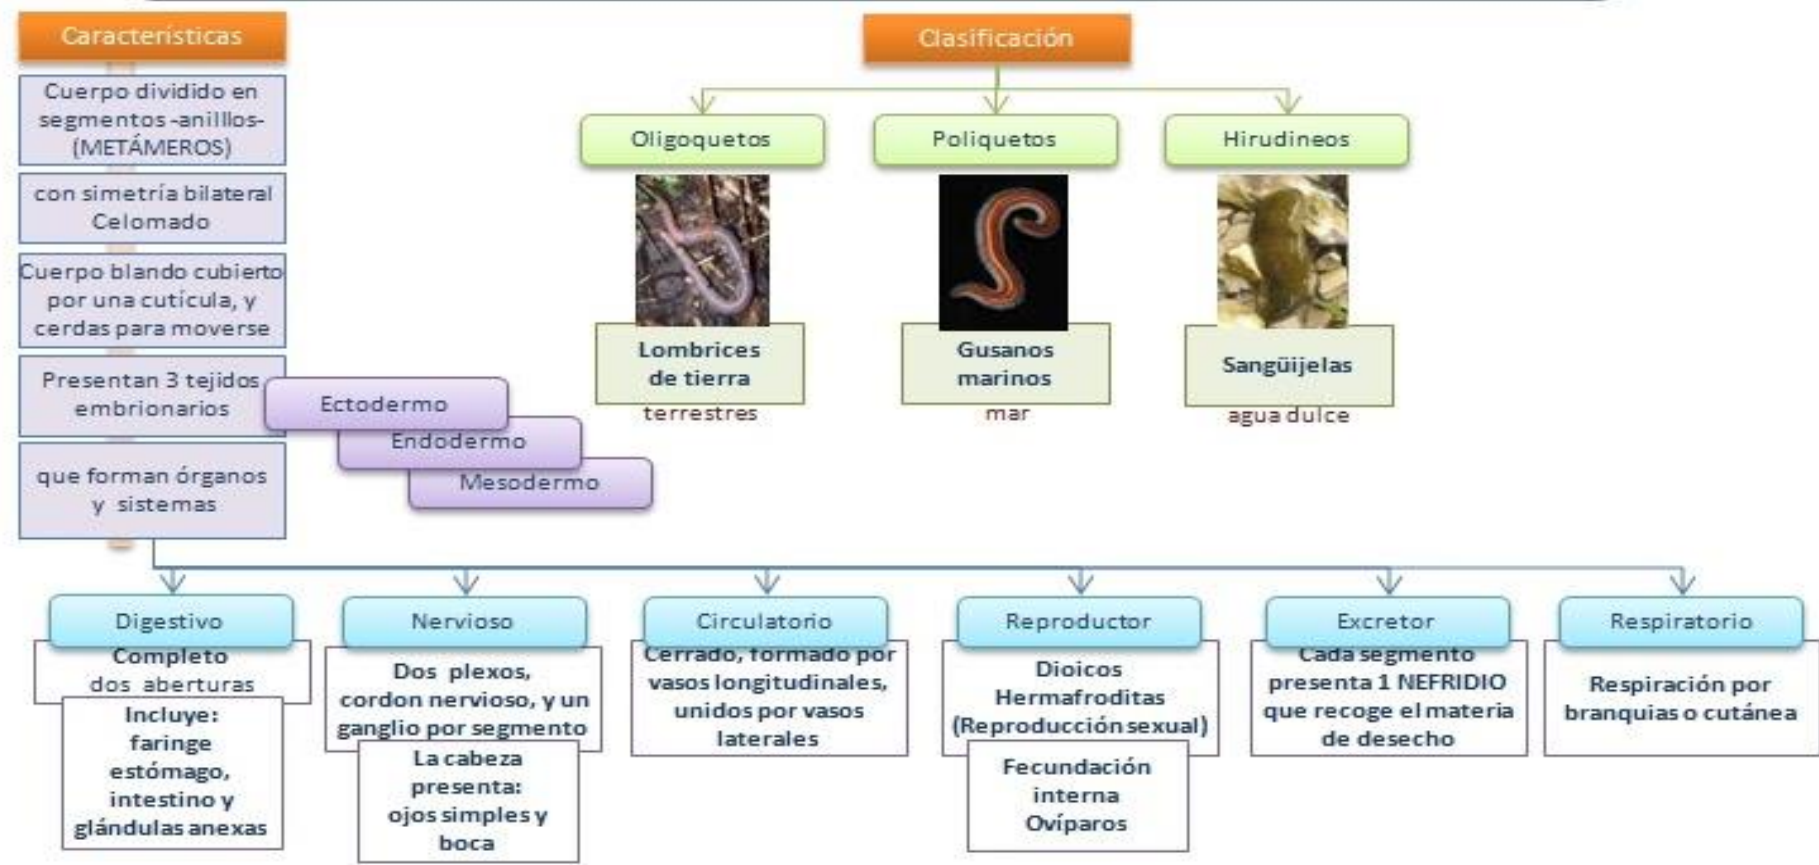 Características
Cuerpo dividido en
segmentos -anilllos-
(METÁMEROS)
con simetría bilateral
Celomado
Cuerpo blando cubierto
por una cutícula, y
cerdas para moverse
Presentan 3 tejidos
embrionarios
que forman órganos
y sistemas
Ectodermo
Endodermo
Mesodermo
Clasificación
Oligoquetos
Lombrices
de tierra
terrestres
Poliquetos
Gusanos
marinos
mar
Hirudineos
Sangüijelas
agua dulce
Digestivo
Completo
dos aberturas
Incluye:
faringe
estómago,
intestino y
glándulas anexas
Nervioso
Dos plexos,
cordon nervioso, y un
ganglio por segmento
La cabeza
presenta:
ojos simples y
boca
Circulatorio
Cerrado, formado por
vasos longitudinales,
unidos por vasos
laterales
Reproductor
Dioicos
Hermafroditas
(Reproducción sexual)
Fecundación
interna
Ovíparos
Excretor
Cada segmento
presenta 1 NEFRIDIO
que recoge el materia
de desecho
Respiratorio
Respiración por
branquias o cutánea